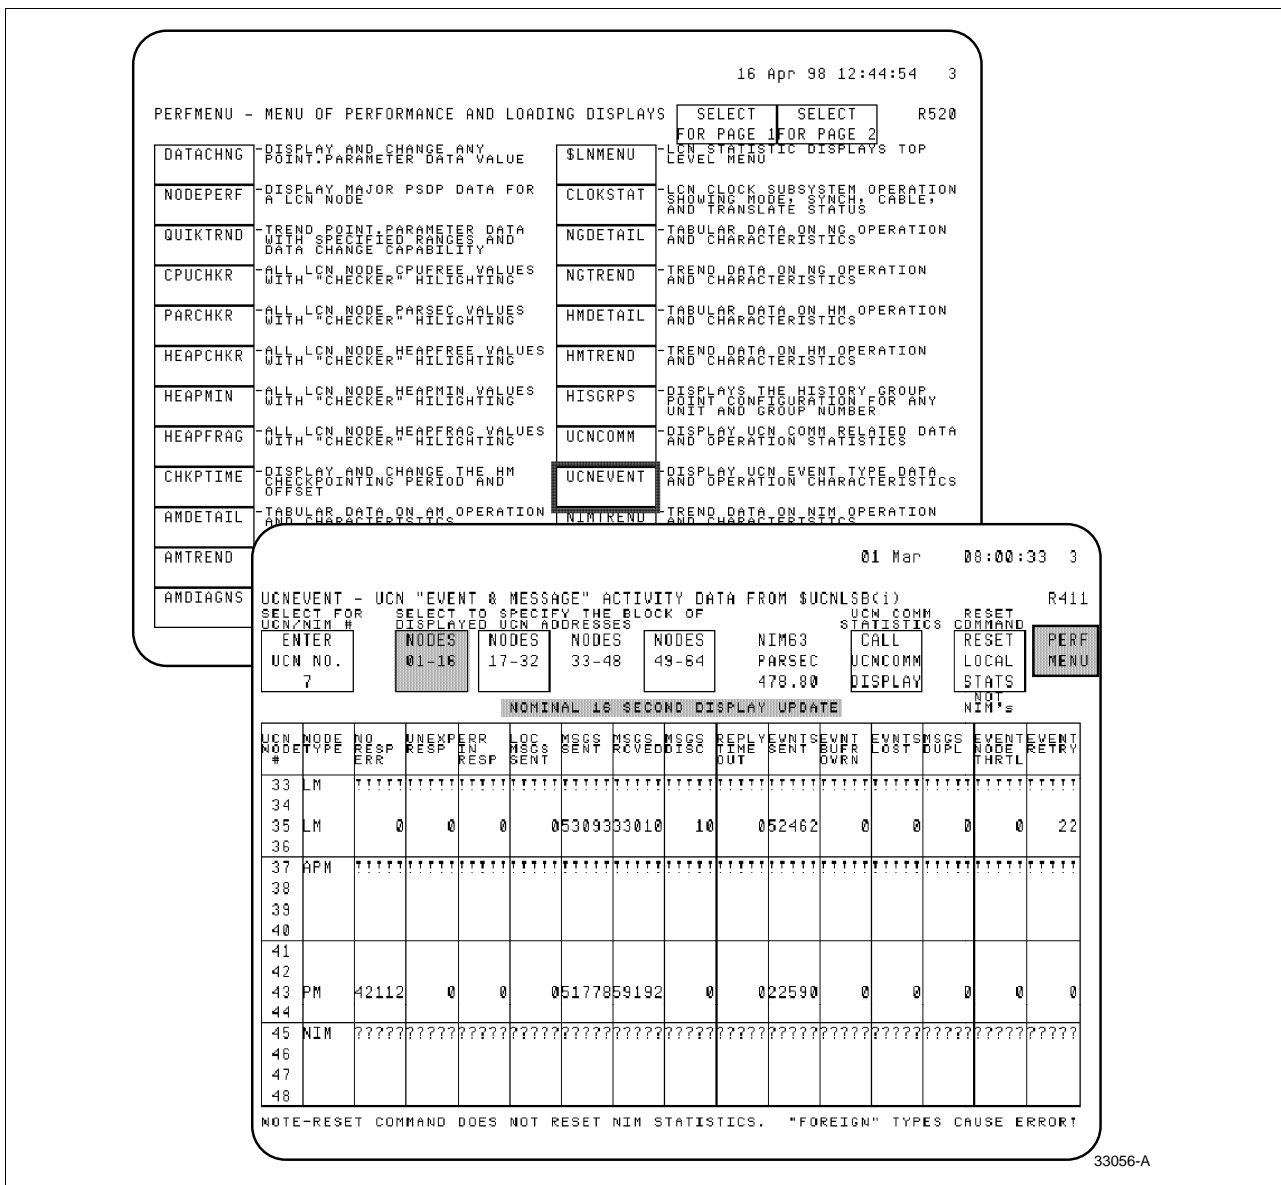 16 Apr 98 12:44:54 3
PERFMENU - MENU OF PERFORMANCE AND LOADING DISPLAYS
SELECT FOR PAGE 1
SELECT FOR PAGE 2
R520
DATACHNG -DISPLAY AND CHANGE ANY POINT.PARAMETER DATA VALUE
$LNMENU -LCN STATISTIC DISPLAYS TOP LEVEL MENU
NODEPERF -DISPLAY MAJOR PSDP DATA FOR A LCN NODE
CLOKSTAT -LCN CLOCK SUBSYSTEM OPERATION SHOWING MODE, SYNCH, CABLE, AND TRANSLATE STATUS
QUIKTRND -TREND POINT.PARAMETER DATA WITH SPECIFIED RANGES AND DATA CHANGE CAPABILITY
NGDETAIL -TABULAR DATA ON NG OPERATION AND CHARACTERISTICS
CPUCHKR -ALL LCN NODE CPUFREE VALUES WITH "CHECKER" HILIGHTING
NGTREND -TREND DATA ON NG OPERATION AND CHARACTERISTICS
PARCHKR -ALL LCN NODE PARSEC VALUES WITH "CHECKER" HILIGHTING
HMDETAIL -TABULAR DATA ON HM OPERATION AND CHARACTERISTICS
HEAPCHKR -ALL LCN NODE HEAPFREE VALUES WITH "CHECKER" HILIGHTING
HMTREND -TREND DATA ON HM OPERATION AND CHARACTERISTICS
HEAPMIN -ALL LCN NODE HEAPMIN VALUES WITH "CHECKER" HILIGHTING
HISGRPS -DISPLAYS THE HISTORY GROUP POINT CONFIGURATION FOR ANY UNIT AND GROUP NUMBER
HEAPFRAG -ALL LCN NODE HEAPFRAG VALUES WITH "CHECKER" HILIGHTING
UCNCOMM -DISPLAY UCN COMM RELATED DATA AND OPERATION STATISTICS
CHKPTIME -DISPLAY AND CHANGE THE HM CHECKPOINTING PERIOD AND OFFSET
UCNEVENT -DISPLAY UCN EVENT TYPE DATA AND OPERATION CHARACTERISTICS
AMDETAIL -TABULAR DATA ON AM OPERATION AND CHARACTERISTICS
NIMTREND -TREND DATA ON NIM OPERATION AND CHARACTERISTICS
AMTREND
AMDIAGNS
01 Mar 08:00:33 3
UCNEVENT - UCN "EVENT & MESSAGE" ACTIVITY DATA FROM $UCNLSB(i) R411
SELECT FOR UCN/NIM #
SELECT TO SPECIFY THE BLOCK OF DISPLAYED UCN ADDRESSES
UCN COMM STATISTICS
RESET COMMAND
ENTER UCN NO. 7
NODES 01-16
NODES 17-32
NODES 33-48
NODES 49-64
NIM63 PARSEC 478.80
CALL UCNCOMM DISPLAY
RESET LOCAL STATS
NOT NIM's
PERF MENU
NOMINAL 16 SECOND DISPLAY UPDATE
UCN NODE # | NODE TYPE | NO RESP ERR | UNEXP RESP | ERR IN RESP | LOC MSGS SENT | MSGS SENT | MSGS RCVED | MSGS DISC | REPLY TIME OUT | EVNTS SENT | EVNT BUFR OVRN | EVNTS LOST | MSGS DUPL | EVENT NODE THRTL | EVENT RETRY
33 LM !!!!! !!!!! !!!!! !!!!! !!!!! !!!!! !!!!! !!!!! !!!!! !!!!! !!!!! !!!!! !!!!! !!!!!
34
35 LM 0 0 0 0 53093 33010 10 0 52462 0 0 0 0 22
36
37 APM !!!!! !!!!! !!!!! !!!!! !!!!! !!!!! !!!!! !!!!! !!!!! !!!!! !!!!! !!!!! !!!!! !!!!!
38
39
40
41
42
43 PM 42112 0 0 0 51778 59192 0 0 22590 0 0 0 0 0
44
45 NIM ????? ????? ????? ????? ????? ????? ????? ????? ????? ????? ????? ????? ????? ?????
46
47
48
NOTE-RESET COMMAND DOES NOT RESET NIM STATISTICS. "FOREIGN" TYPES CAUSE ERROR!
33056-A